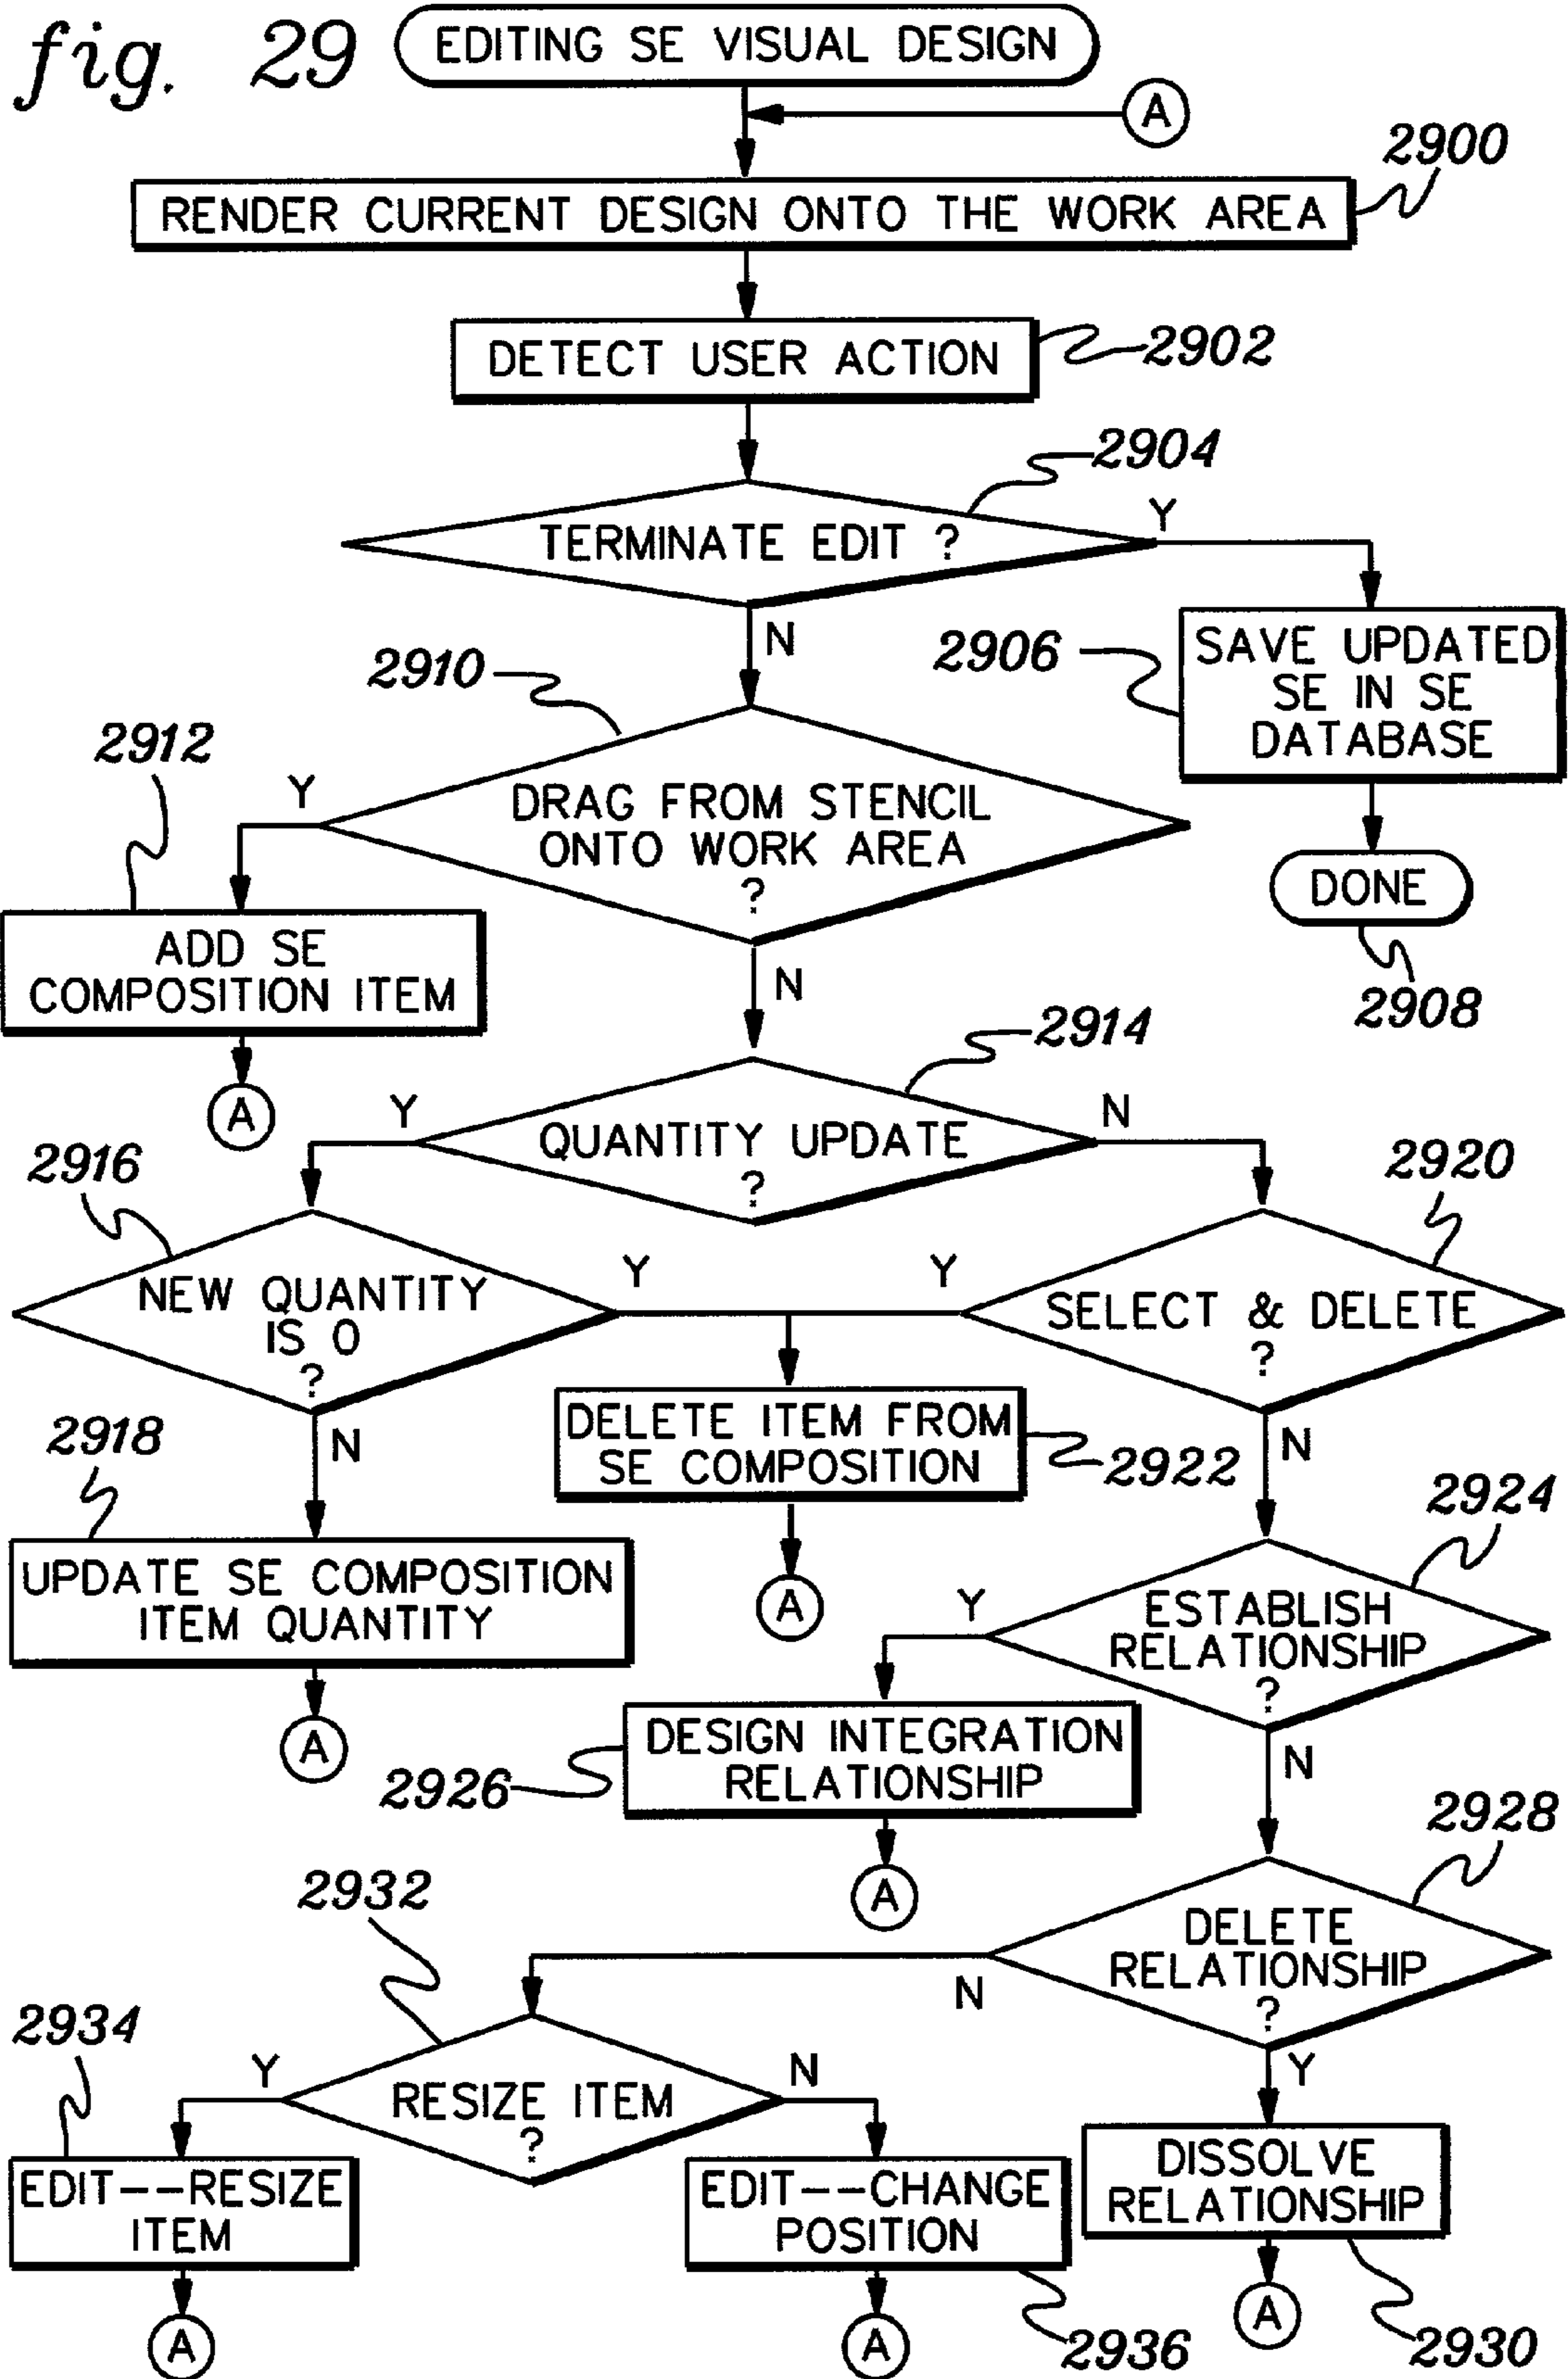 fig. 29
EDITING SE VISUAL DESIGN
A
2900
RENDER CURRENT DESIGN ONTO THE WORK AREA
DETECT USER ACTION
2902
2904
TERMINATE EDIT ?
Y
N
2906
SAVE UPDATED
SE IN SE
DATABASE
DONE
2908
2910
DRAG FROM STENCIL
ONTO WORK AREA
?
Y
N
2912
ADD SE
COMPOSITION ITEM
A
2914
QUANTITY UPDATE
?
Y
N
2916
NEW QUANTITY
IS 0
?
Y
N
2920
SELECT & DELETE
?
Y
N
2918
UPDATE SE COMPOSITION
ITEM QUANTITY
A
DELETE ITEM FROM
SE COMPOSITION
2922
A
2924
ESTABLISH
RELATIONSHIP
?
Y
N
DESIGN INTEGRATION
RELATIONSHIP
2926
A
2928
DELETE
RELATIONSHIP
?
N
Y
2932
RESIZE ITEM
?
Y
N
2934
EDIT--RESIZE
ITEM
A
EDIT--CHANGE
POSITION
2936
A
DISSOLVE
RELATIONSHIP
2930
A